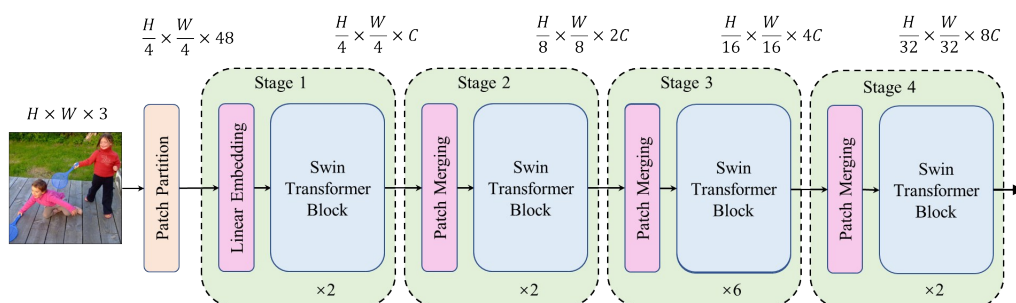 H/4 × W/4 × 48
H/4 × W/4 × C
H/8 × W/8 × 2C
H/16 × W/16 × 4C
H/32 × W/32 × 8C
Stage 1
Stage 2
Stage 3
Stage 4
H × W × 3
Patch Partition
Linear Embedding
Swin
Transformer
Block
Patch Merging
Swin
Transformer
Block
Patch Merging
Swin
Transformer
Block
Patch Merging
Swin
Transformer
Block
×2
×2
×6
×2